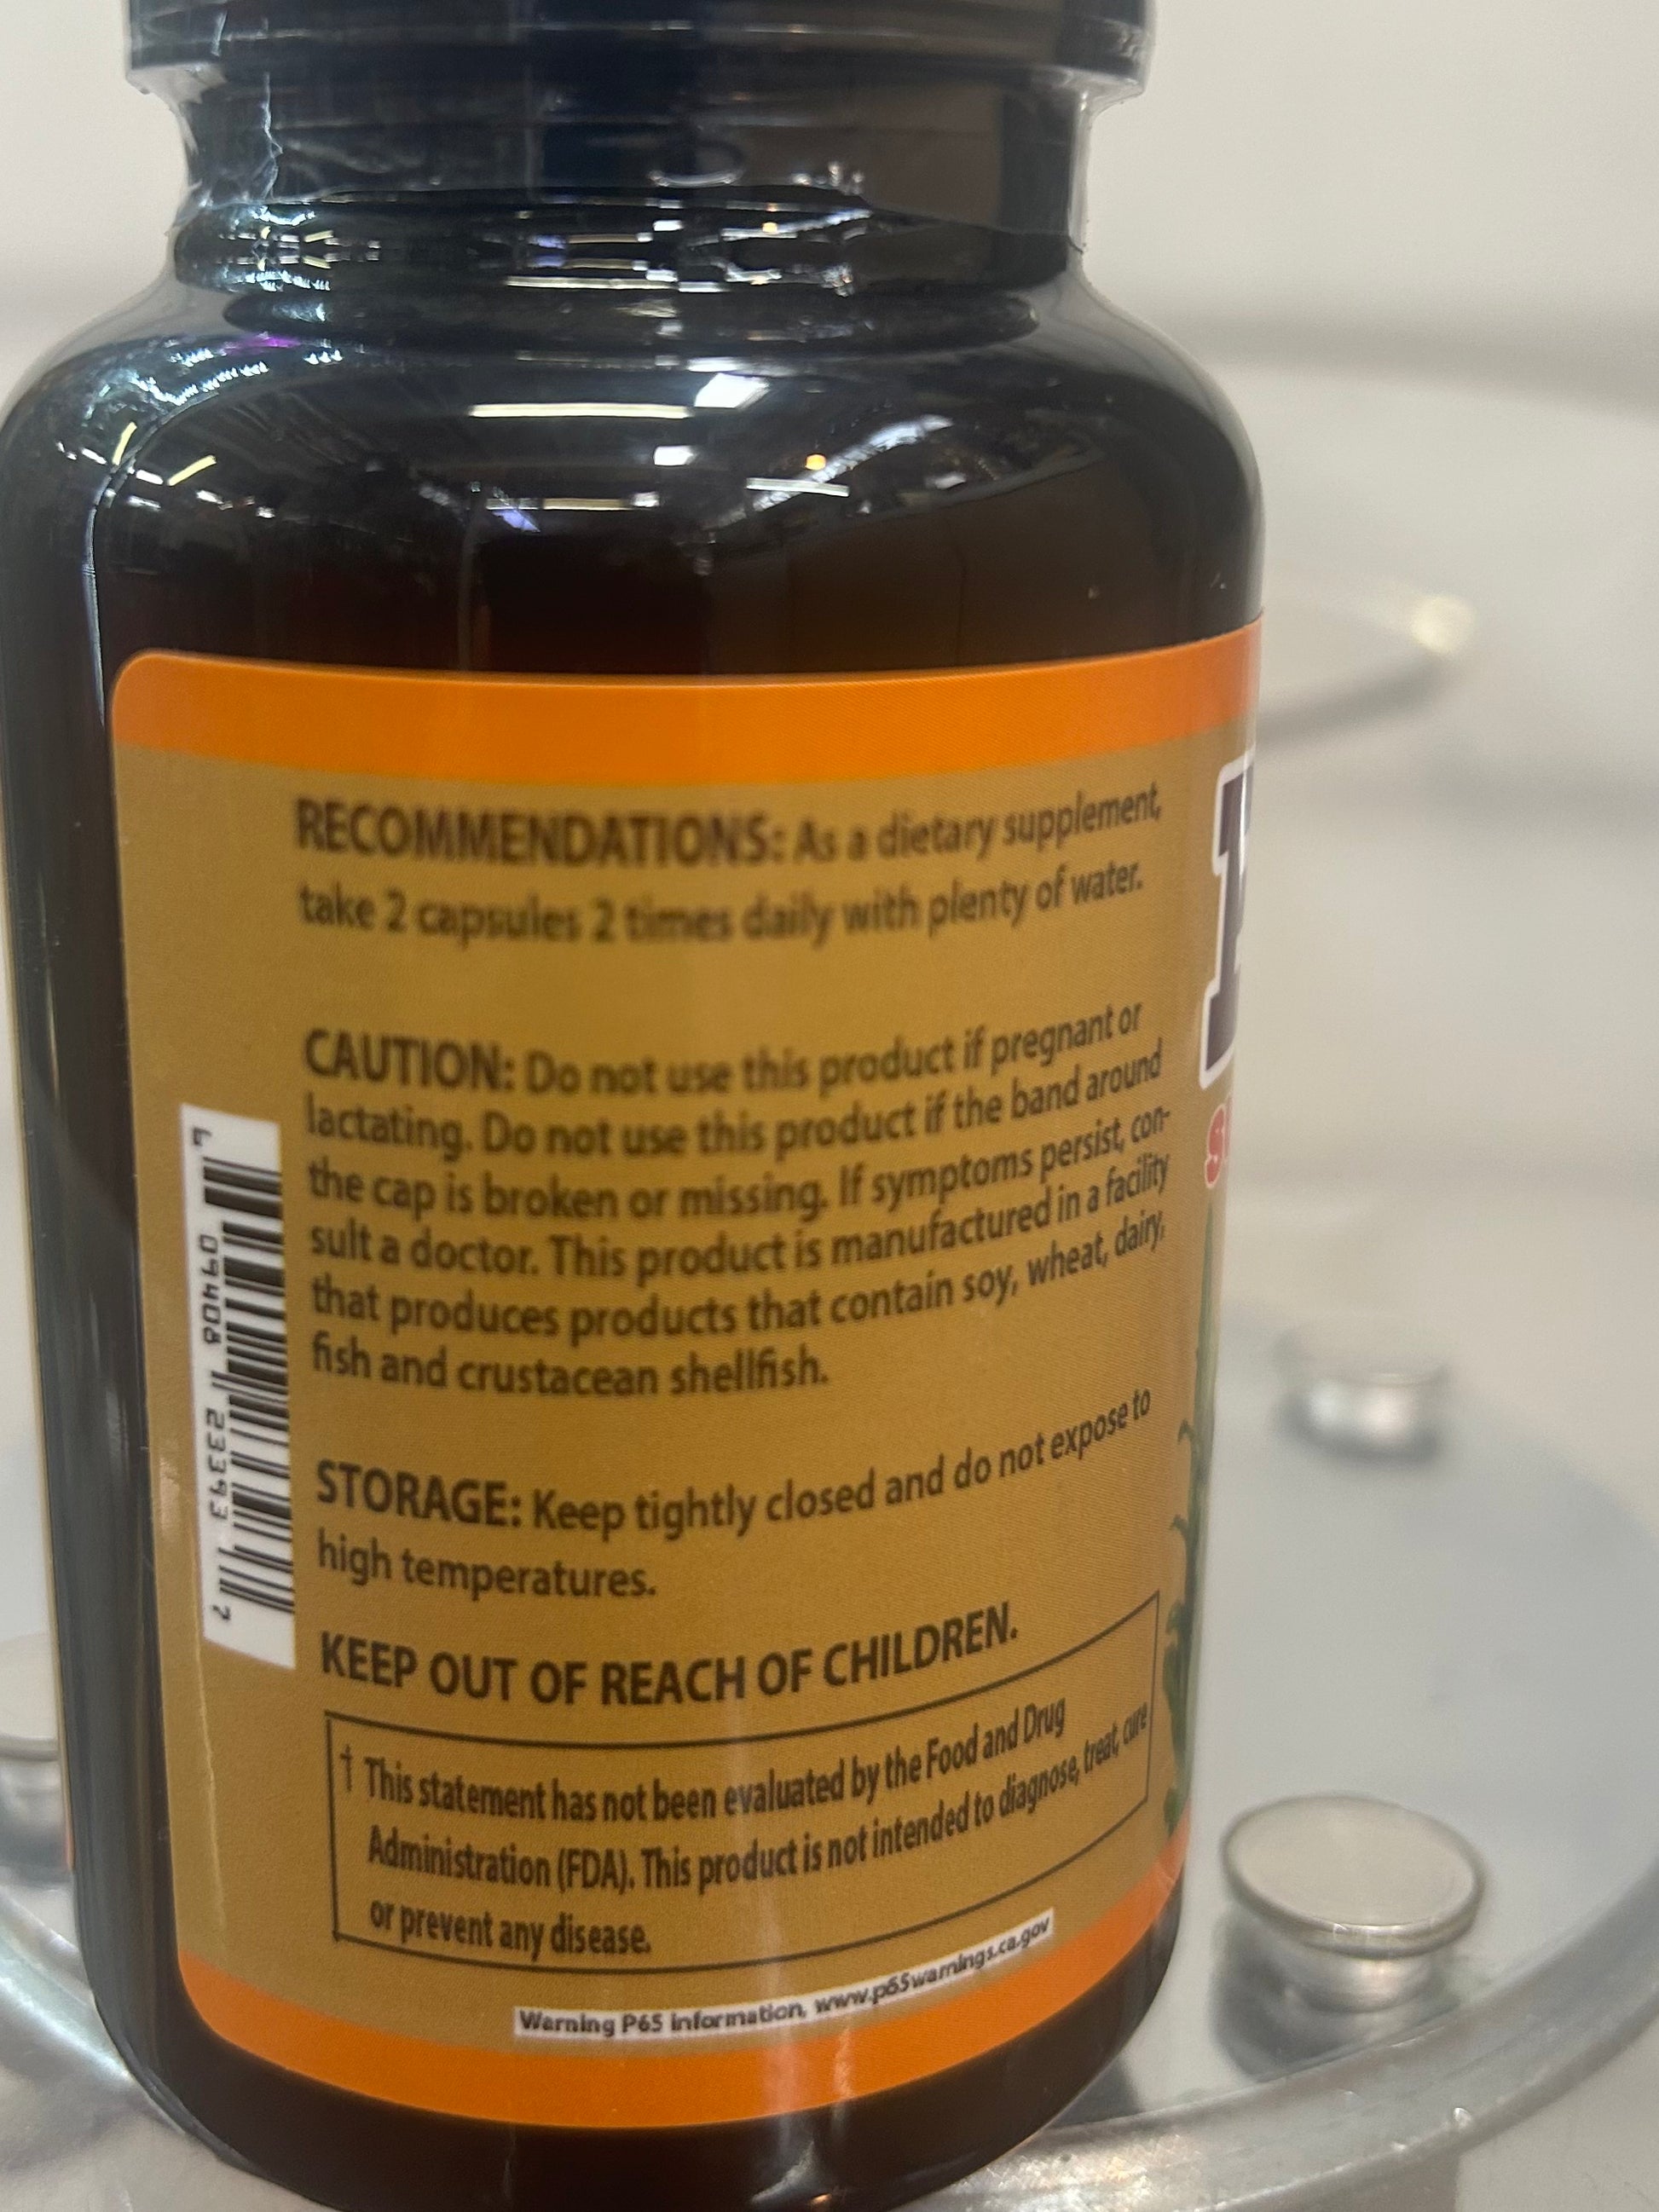 RECOMMENDATIONS: As a dietary supplement,
take 2 capsules 2 times daily with plenty of water.
CAUTION: Do not use this product if pregnant or
lactating. Do not use this product if the band around
the cap is broken or missing. If symptoms persist, con-
sult a doctor. This product is manufactured in a facility
that produces products that contain soy, wheat, dairy,
fish and crustacean shellfish.
STORAGE: Keep tightly closed and do not expose to
high temperatures.
KEEP OUT OF REACH OF CHILDREN.
† This statement has not been evaluated by the Food and Drug
Administration (FDA). This product is not intended to diagnose, treat, cure
or prevent any disease.
Warning P65 information, www.p65warnings.ca.gov